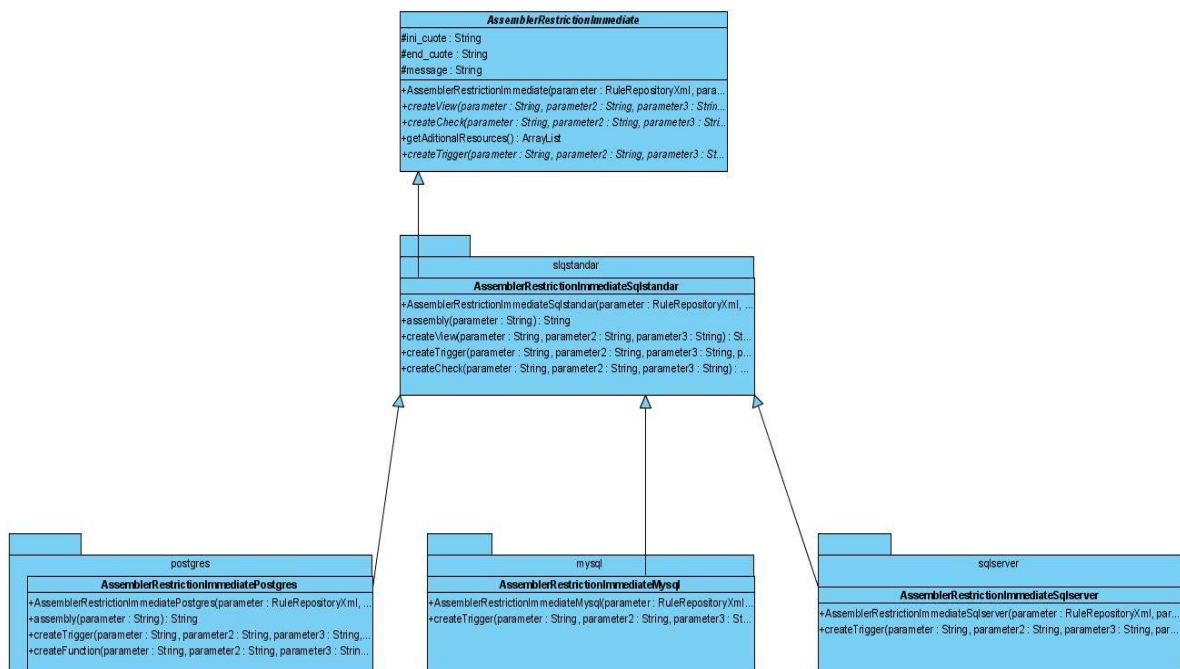 AssemblerRestrictionImmediate
#ini_cuote : String
#end_cuote : String
#message : String
+AssemblerRestrictionImmediate(parameter : RuleRepositoryXml, para...
+createView(parameter : String, parameter2 : String, parameter3 : Strin...
+createCheck(parameter : String, parameter2 : String, parameter3 : Stri...
+getAditionalResources() : ArrayList
+createTrigger(parameter : String, parameter2 : String, parameter3 : St...
slqstandar
AssemblerRestrictionImmediateSqlstandar
+AssemblerRestrictionImmediateSqlstandar(parameter : RuleRepositoryXml, ...
+assembly(parameter : String) : String
+createView(parameter : String, parameter2 : String, parameter3 : String) : St...
+createTrigger(parameter : String, parameter2 : String, parameter3 : String, p...
+createCheck(parameter : String, parameter2 : String, parameter3 : String) : ...
postgres
AssemblerRestrictionImmediatePostgres
+AssemblerRestrictionImmediatePostgres(parameter : RuleRepositoryXml, ...
+assembly(parameter : String) : String
+createTrigger(parameter : String, parameter2 : String, parameter3 : String,...
+createFunction(parameter : String, parameter2 : String, parameter3 : Strin...
mysql
AssemblerRestrictionImmediateMysql
+AssemblerRestrictionImmediateMysql(parameter : RuleRepositoryXml...
+createTrigger(parameter : String, parameter2 : String, parameter3 : St...
sqlserver
AssemblerRestrictionImmediateSqlserver
+AssemblerRestrictionImmediateSqlserver(parameter : RuleRepositoryXml, par...
+createTrigger(parameter : String, parameter2 : String, parameter3 : String, par...